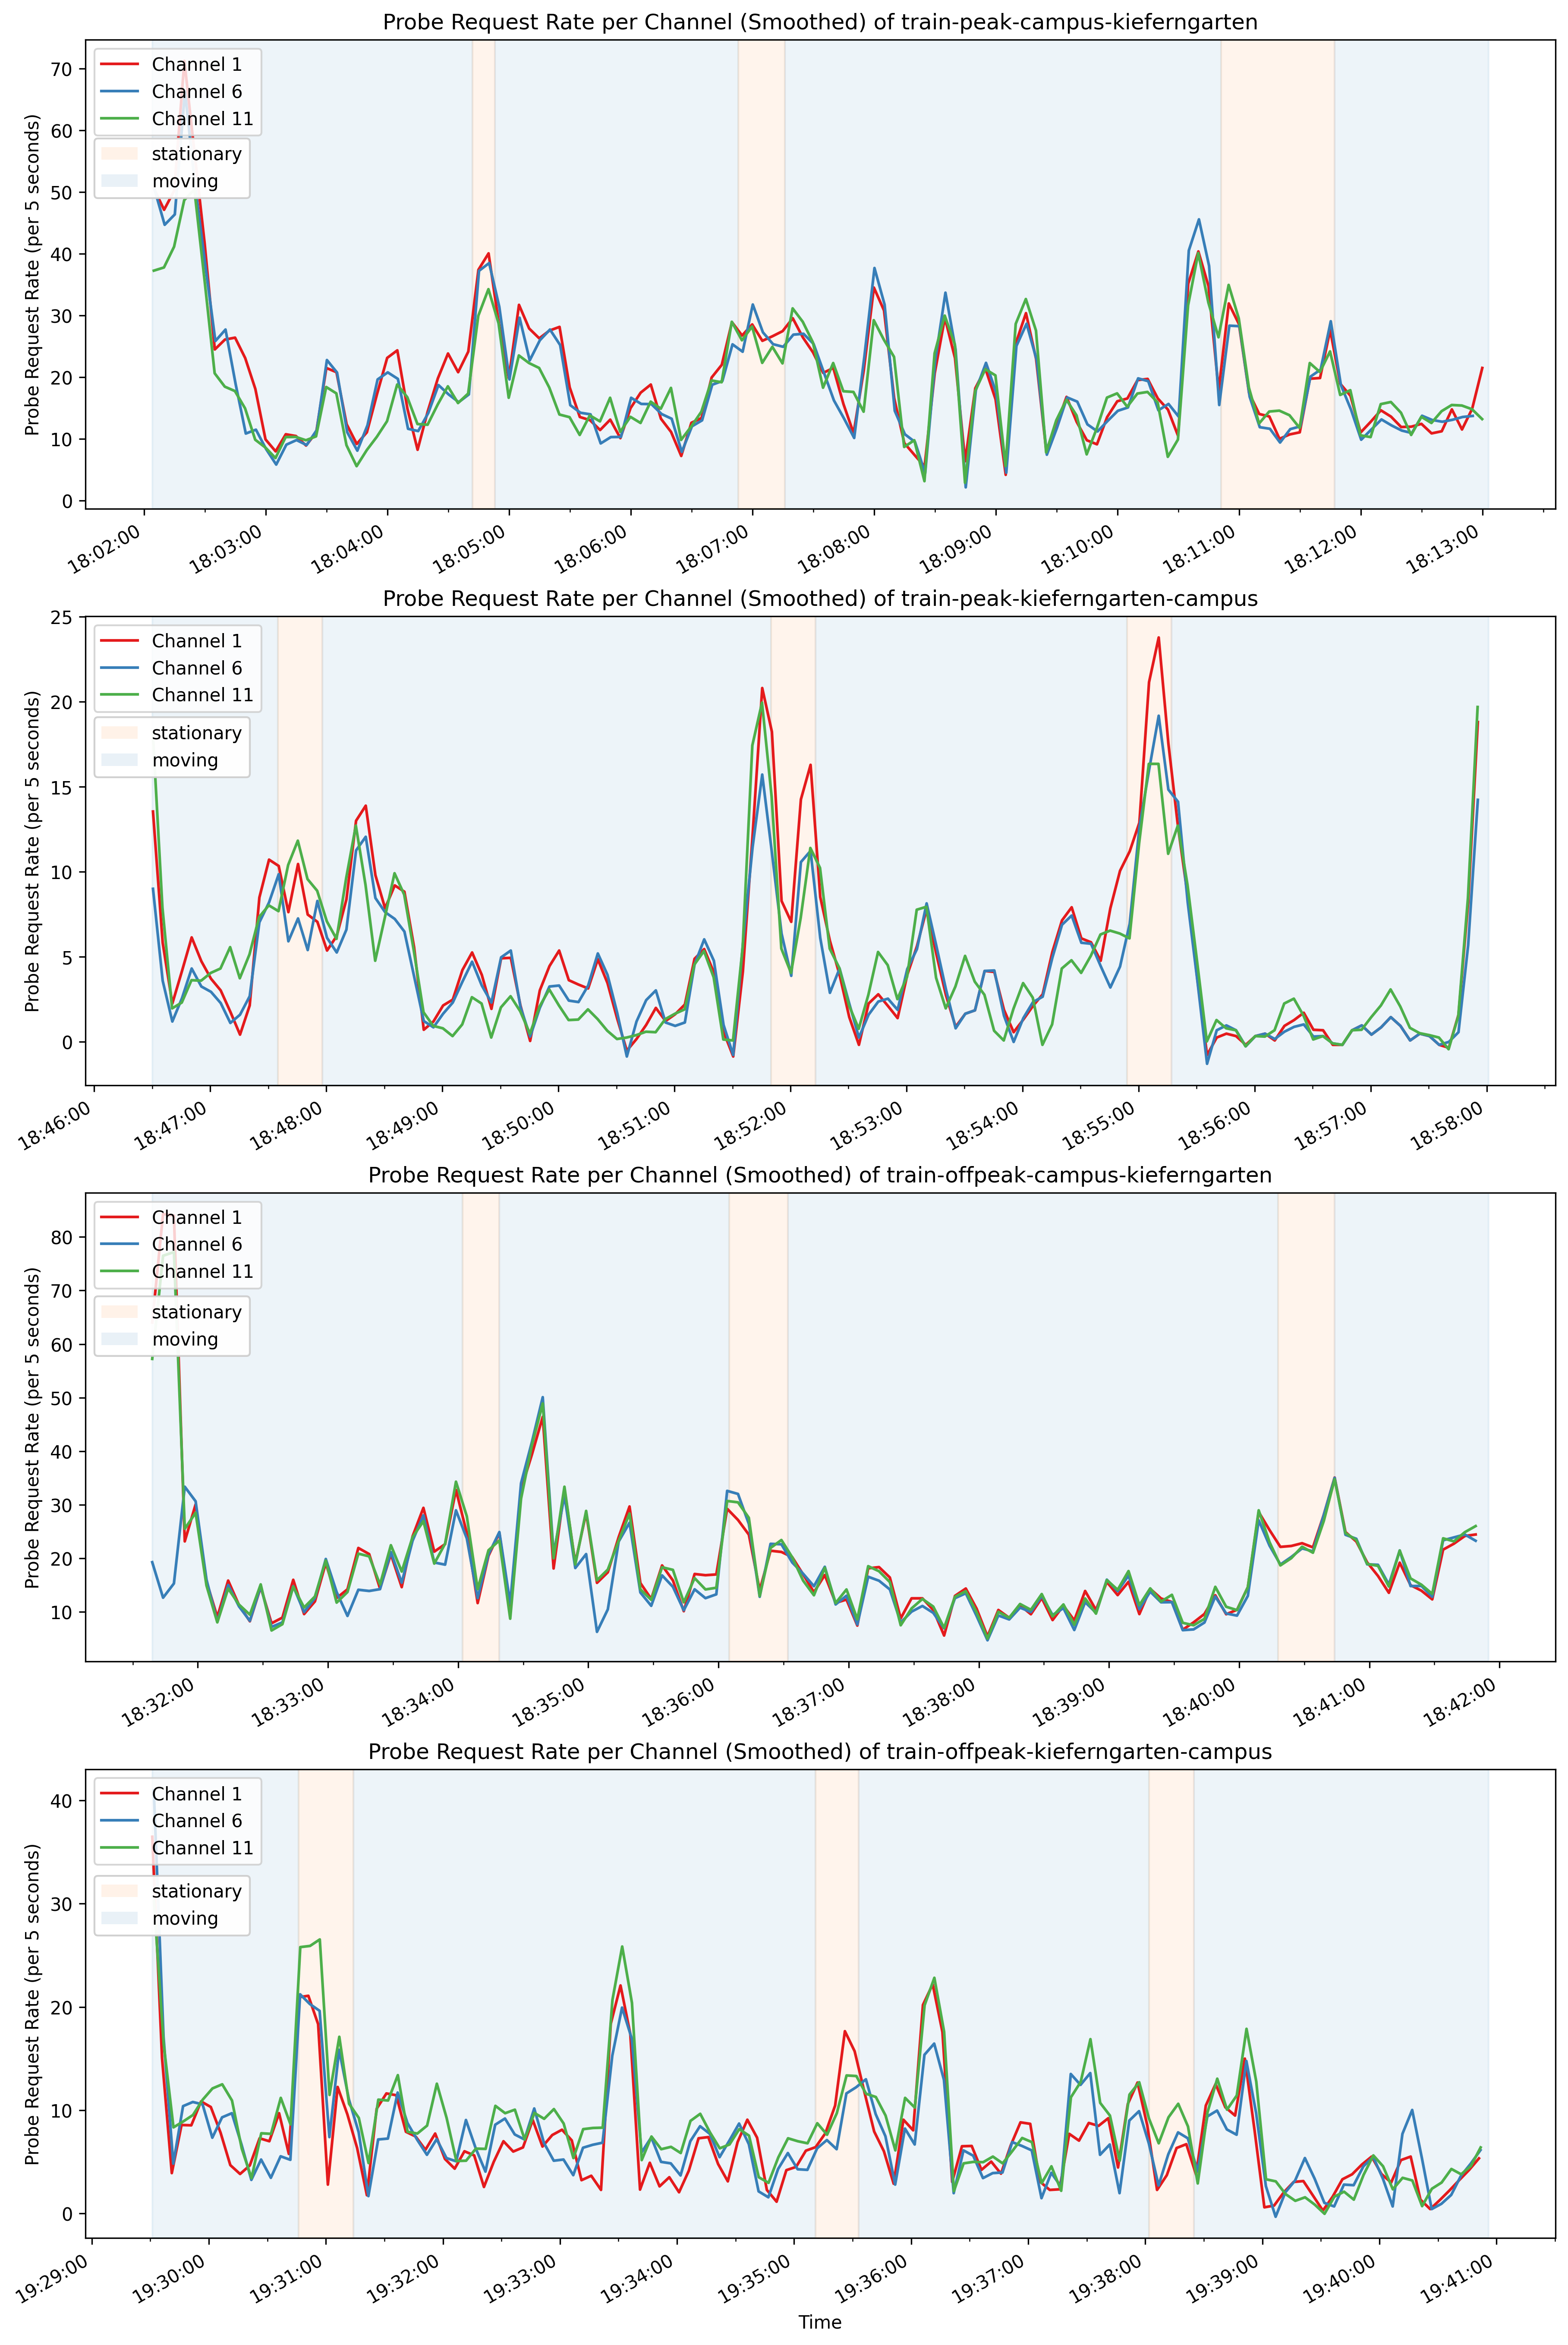 Probe Request Rate per Channel (Smoothed) of train-peak-campus-kieferngarten
Probe Request Rate (per 5 seconds)
70
60
50
40
30
20
10
0
Channel 1
Channel 6
Channel 11
stationary
moving
18:02:00
18:03:00
18:04:00
18:05:00
18:06:00
18:07:00
18:08:00
18:09:00
18:10:00
18:11:00
18:12:00
18:13:00
Probe Request Rate per Channel (Smoothed) of train-peak-kieferngarten-campus
Probe Request Rate (per 5 seconds)
25
20
15
10
5
0
Channel 1
Channel 6
Channel 11
stationary
moving
18:46:00
18:47:00
18:48:00
18:49:00
18:50:00
18:51:00
18:52:00
18:53:00
18:54:00
18:55:00
18:56:00
18:57:00
18:58:00
Probe Request Rate per Channel (Smoothed) of train-offpeak-campus-kieferngarten
Probe Request Rate (per 5 seconds)
80
70
60
50
40
30
20
10
Channel 1
Channel 6
Channel 11
stationary
moving
18:32:00
18:33:00
18:34:00
18:35:00
18:36:00
18:37:00
18:38:00
18:39:00
18:40:00
18:41:00
18:42:00
Probe Request Rate per Channel (Smoothed) of train-offpeak-kieferngarten-campus
Probe Request Rate (per 5 seconds)
40
30
20
10
0
Channel 1
Channel 6
Channel 11
stationary
moving
19:29:00
19:30:00
19:31:00
19:32:00
19:33:00
19:34:00
19:35:00
19:36:00
19:37:00
19:38:00
19:39:00
19:40:00
19:41:00
Time